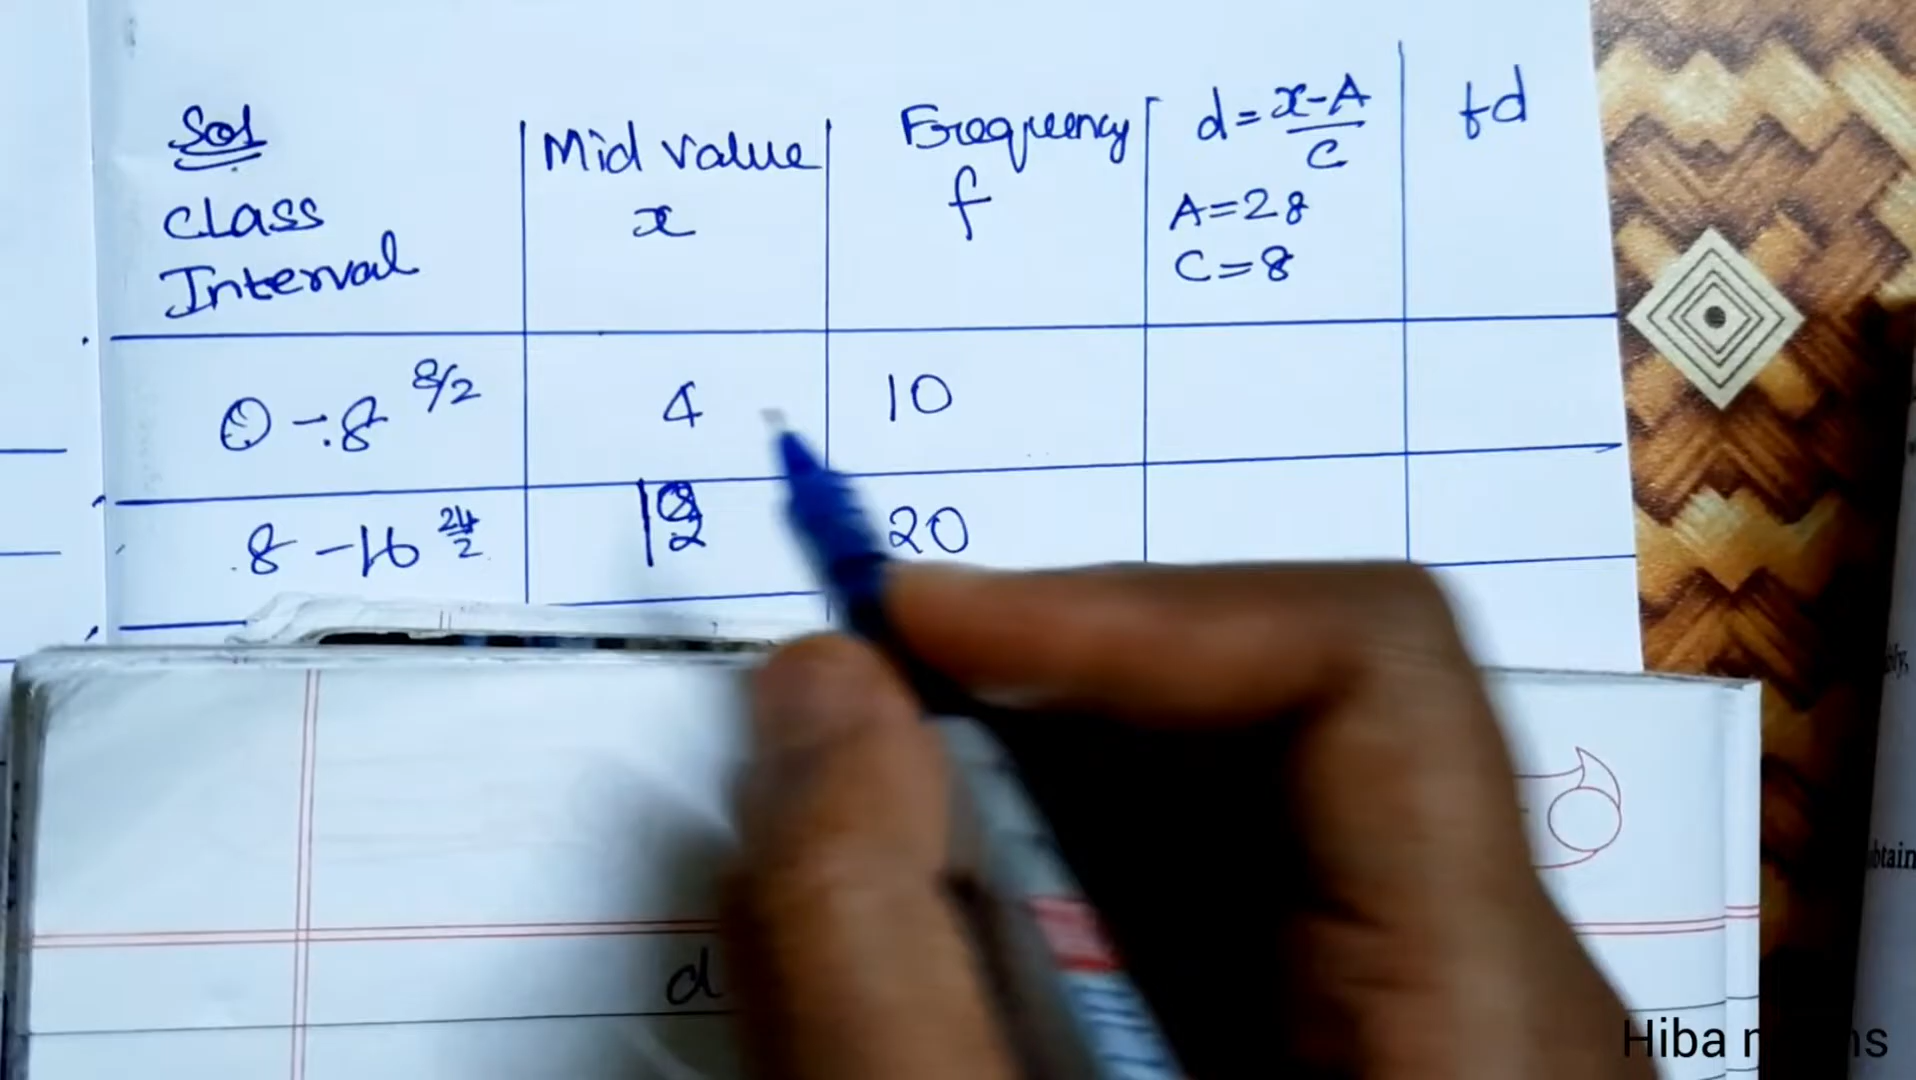 Sol
Class Interval | Mid value x | Frequency f | d = x-A/C A=28 C=8 | fd
0 - 8 8/2 | 4 | 10
8 - 16 24/2 | 12 | 20
d
Hiba